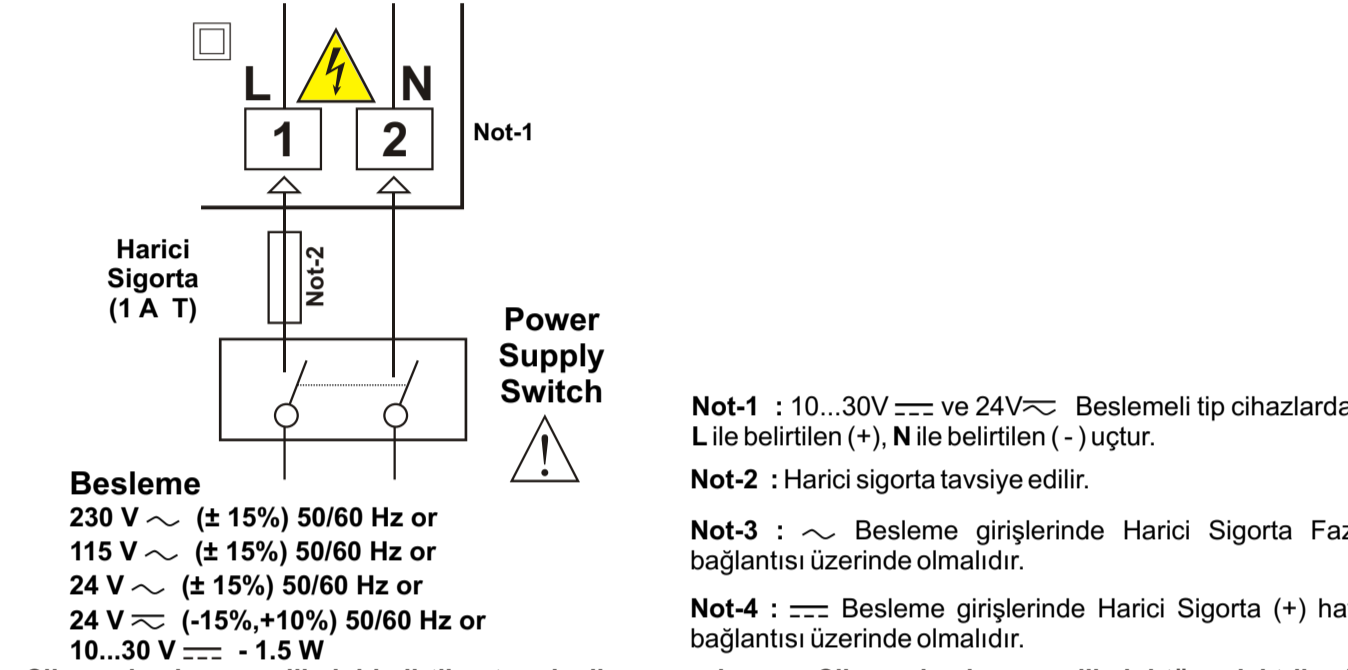 L N
1 2 Not-1
Harici
Sigorta
(1 A T)
Not-2
Power
Supply
Switch
Besleme
230 V ~ (± 15%) 50/60 Hz or
115 V ~ (± 15%) 50/60 Hz or
24 V ~ (± 15%) 50/60 Hz or
24 V ⏦ (-15%,+10%) 50/60 Hz or
10...30 V ⎓ - 1.5 W
Not-1 : 10...30V ⎓ ve 24V ⏦ Beslemeli tip cihazlarda
L ile belirtilen (+), N ile belirtilen ( - ) uçtur.
Not-2 : Harici sigorta tavsiye edilir.
Not-3 : ~ Besleme girişlerinde Harici Sigorta Faz
bağlantısı üzerinde olmalıdır.
Not-4 : ⎓ Besleme girişlerinde Harici Sigorta (+) ha
bağlantısı üzerinde olmalıdır.